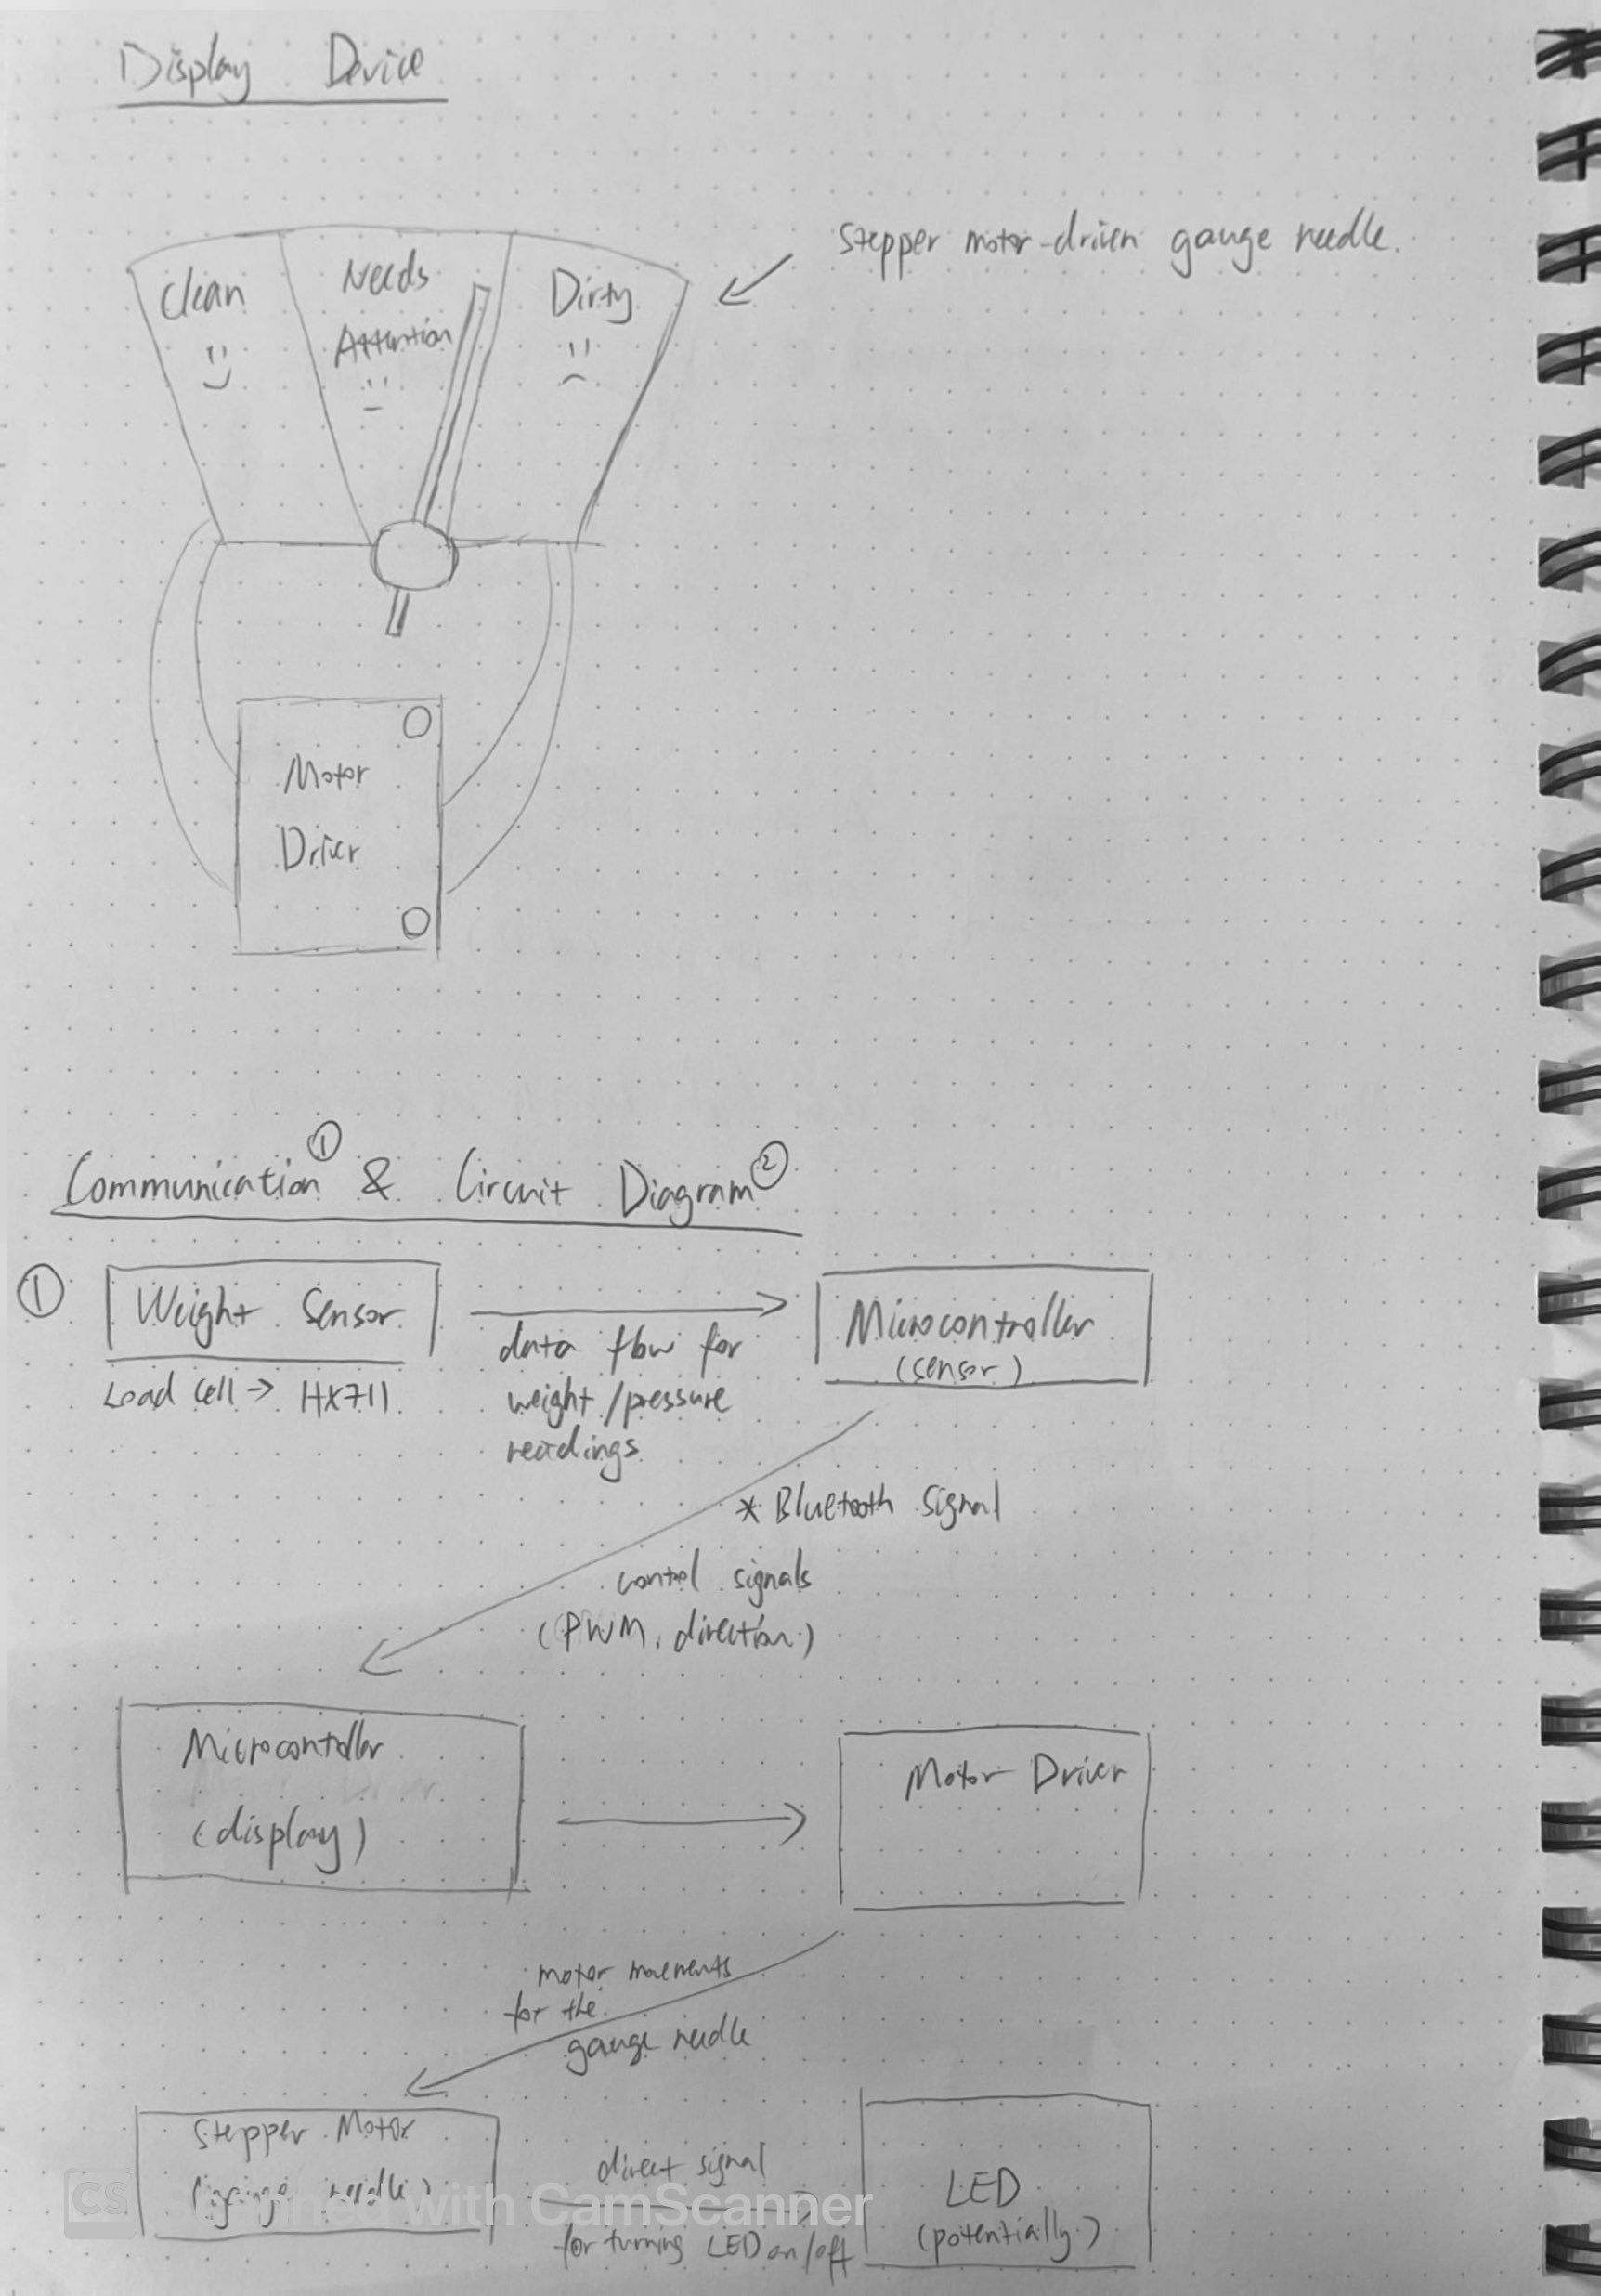 Display Device
stepper motor-driven gauge needle.
Clean
Needs
Attention
Dirty
Motor
Driver
Communication ① & Circuit Diagram ②
①
Weight Sensor
Load cell → HX711
data flow for
weight/pressure
readings
Microcontroller
(sensor)
* Bluetooth signal
control signals
(PWM, direction)
Microcontroller
(display)
Motor Driver
motor movements
for the
gauge needle
Stepper Motor
(gauge needle)
direct signal
for turning LED on/off
LED
(potentially)
CS
with CamScanner